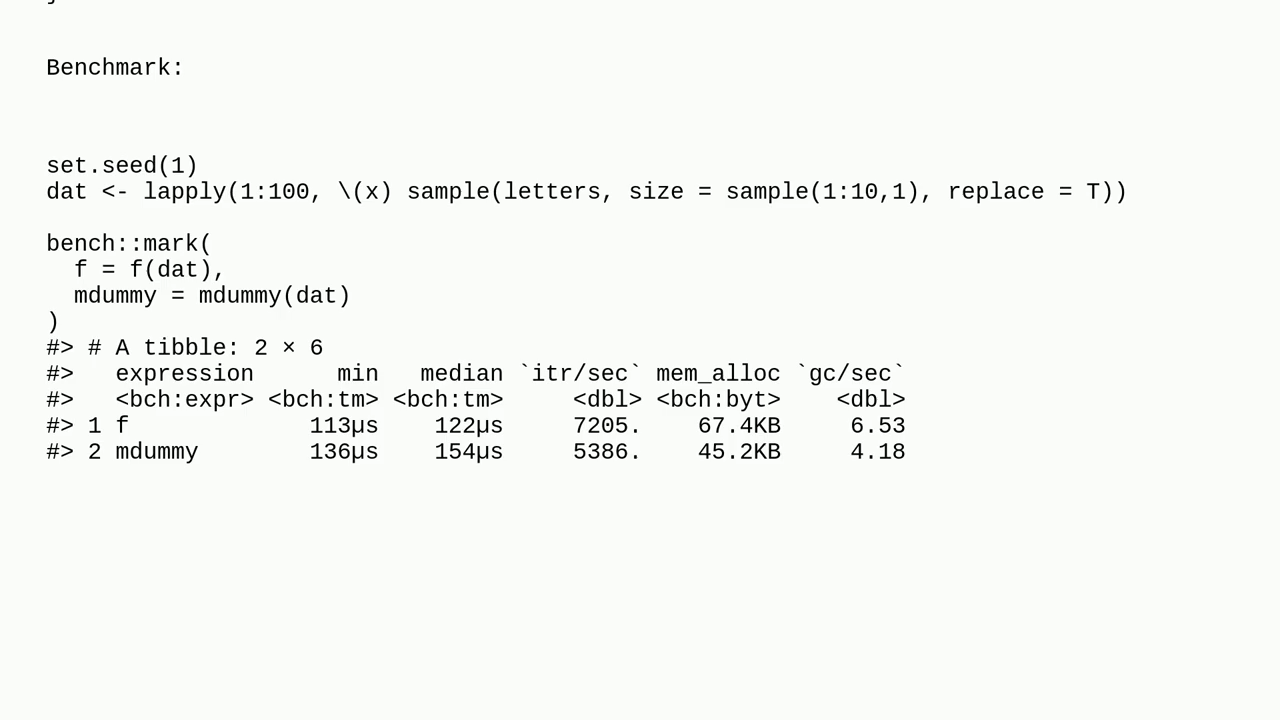 }
Benchmark:
set.seed(1)
dat <- lapply(1:100, \(x) sample(letters, size = sample(1:10,1), replace = T))
bench::mark(
  f = f(dat),
  mdummy = mdummy(dat)
)
#> # A tibble: 2 × 6
#>   expression      min   median `itr/sec` mem_alloc `gc/sec`
#>   <bch:expr> <bch:tm> <bch:tm>     <dbl> <bch:byt>    <dbl>
#> 1 f             113µs    122µs     7205.    67.4KB     6.53
#> 2 mdummy        136µs    154µs     5386.    45.2KB     4.18